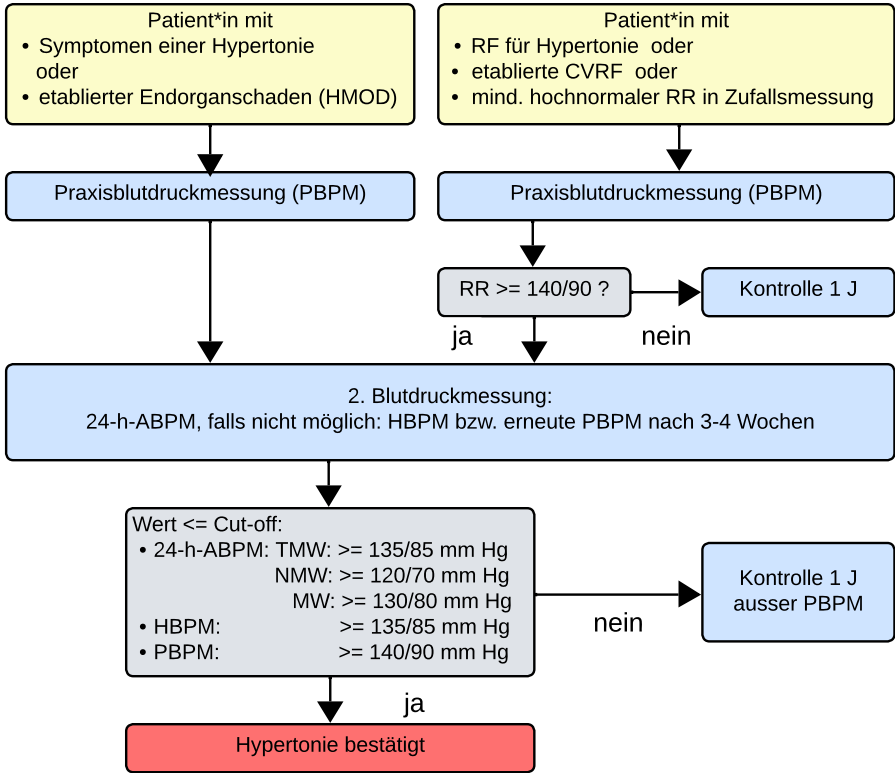 Patient*in mit
• Symptomen einer Hypertonie
oder
• etablierter Endorganschaden (HMOD)
Patient*in mit
• RF für Hypertonie oder
• etablierte CVRF oder
• mind. hochnormaler RR in Zufallsmessung
Praxisblutdruckmessung (PBPM)
Praxisblutdruckmessung (PBPM)
RR >= 140/90 ?
Kontrolle 1 J
ja
nein
2. Blutdruckmessung:
24-h-ABPM, falls nicht möglich: HBPM bzw. erneute PBPM nach 3-4 Wochen
Wert <= Cut-off:
• 24-h-ABPM: TMW: >= 135/85 mm Hg
NMW: >= 120/70 mm Hg
MW: >= 130/80 mm Hg
• HBPM: >= 135/85 mm Hg
• PBPM: >= 140/90 mm Hg
nein
Kontrolle 1 J
ausser PBPM
ja
Hypertonie bestätigt